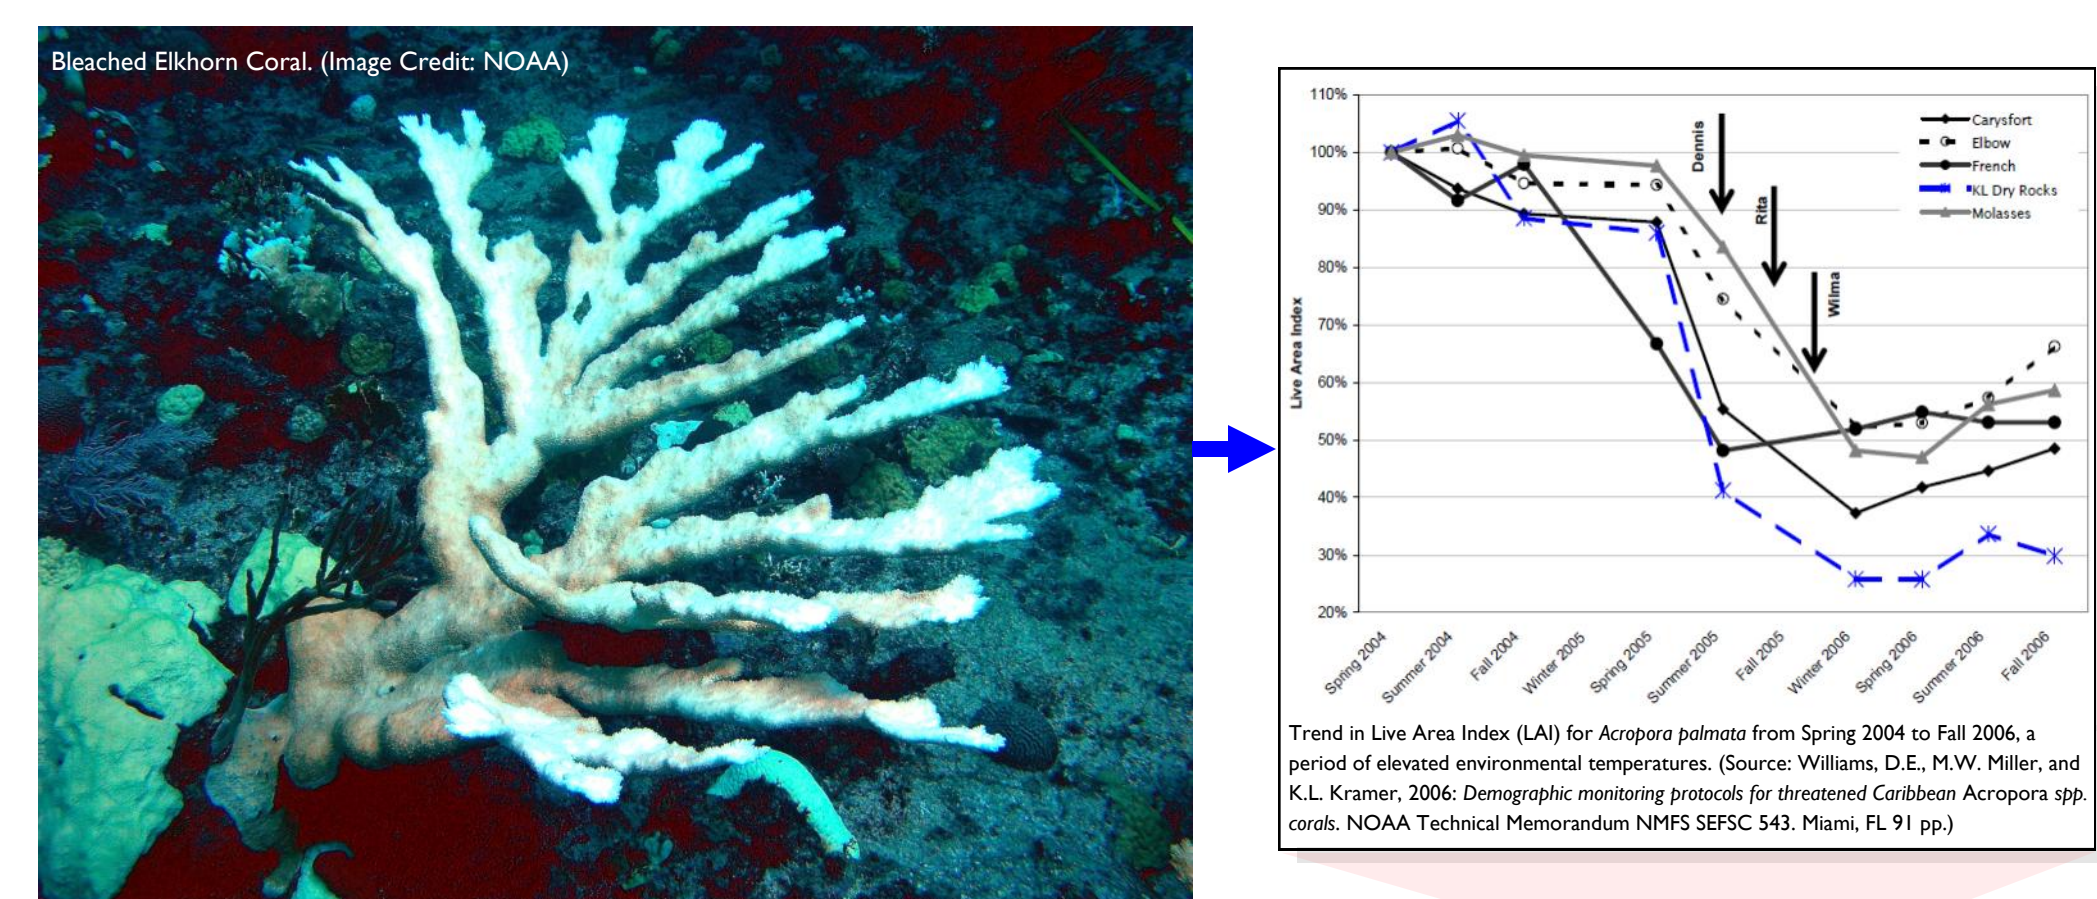 Bleached Elkhorn Coral. (Image Credit: NOAA)
110%
100%
90%
80%
70%
60%
50%
40%
30%
20%
Live Area Index
Dennis
Rita
Wilma
Carysfort
Elbow
French
KL Dry Rocks
Molasses
Spring 2004
Summer 2004
Fall 2004
Winter 2005
Spring 2005
Summer 2005
Fall 2005
Winter 2006
Spring 2006
Summer 2006
Fall 2006
Trend in Live Area Index (LAI) for Acropora palmata from Spring 2004 to Fall 2006, a
period of elevated environmental temperatures. (Source: Williams, D.E., M.W. Miller, and
K.L. Kramer, 2006: Demographic monitoring protocols for threatened Caribbean Acropora spp.
corals. NOAA Technical Memorandum NMFS SEFSC 543. Miami, FL 91 pp.)